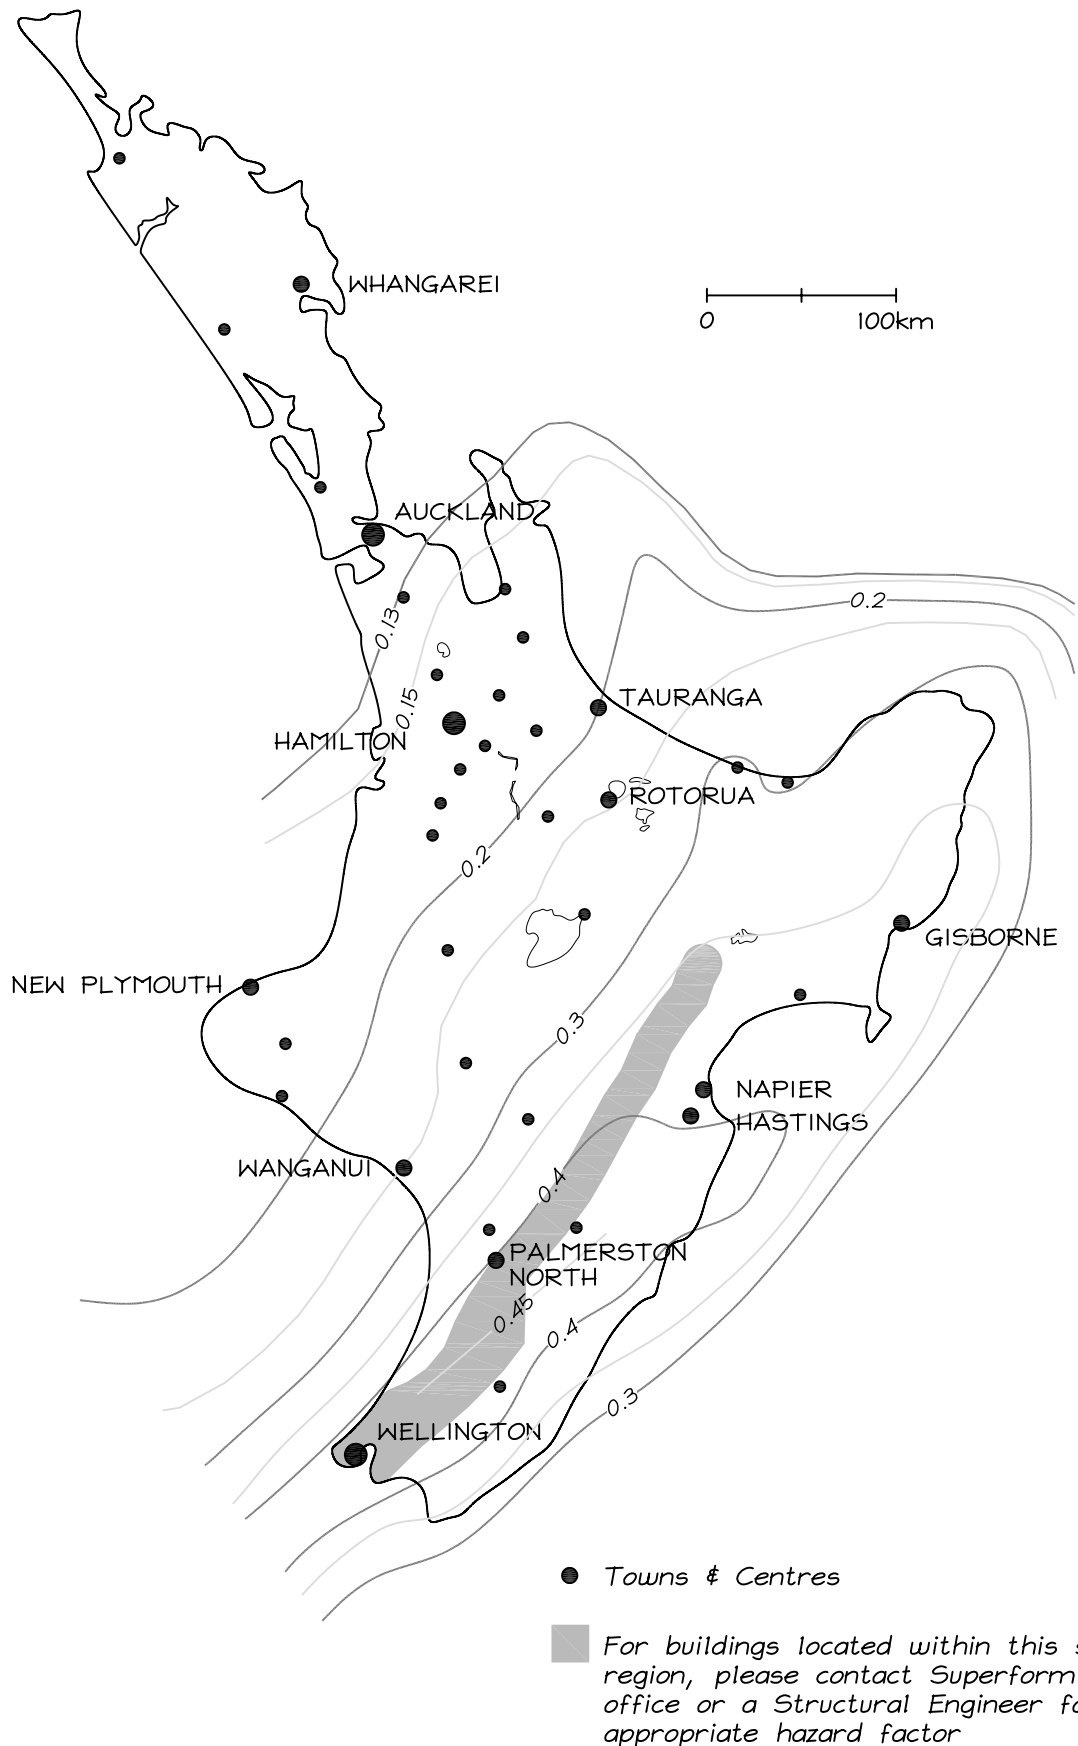 WHANGAREI
0 100km
AUCKLAND
0.13
0.2
0.15
TAURANGA
HAMILTON
ROTORUA
0.2
GISBORNE
NEW PLYMOUTH
0.3
NAPIER
HASTINGS
WANGANUI
0.4
PALMERSTON
NORTH
0.45
0.4
0.3
WELLINGTON
Towns & Centres
For buildings located within this
region, please contact Superform
office or a Structural Engineer
appropriate hazard factor